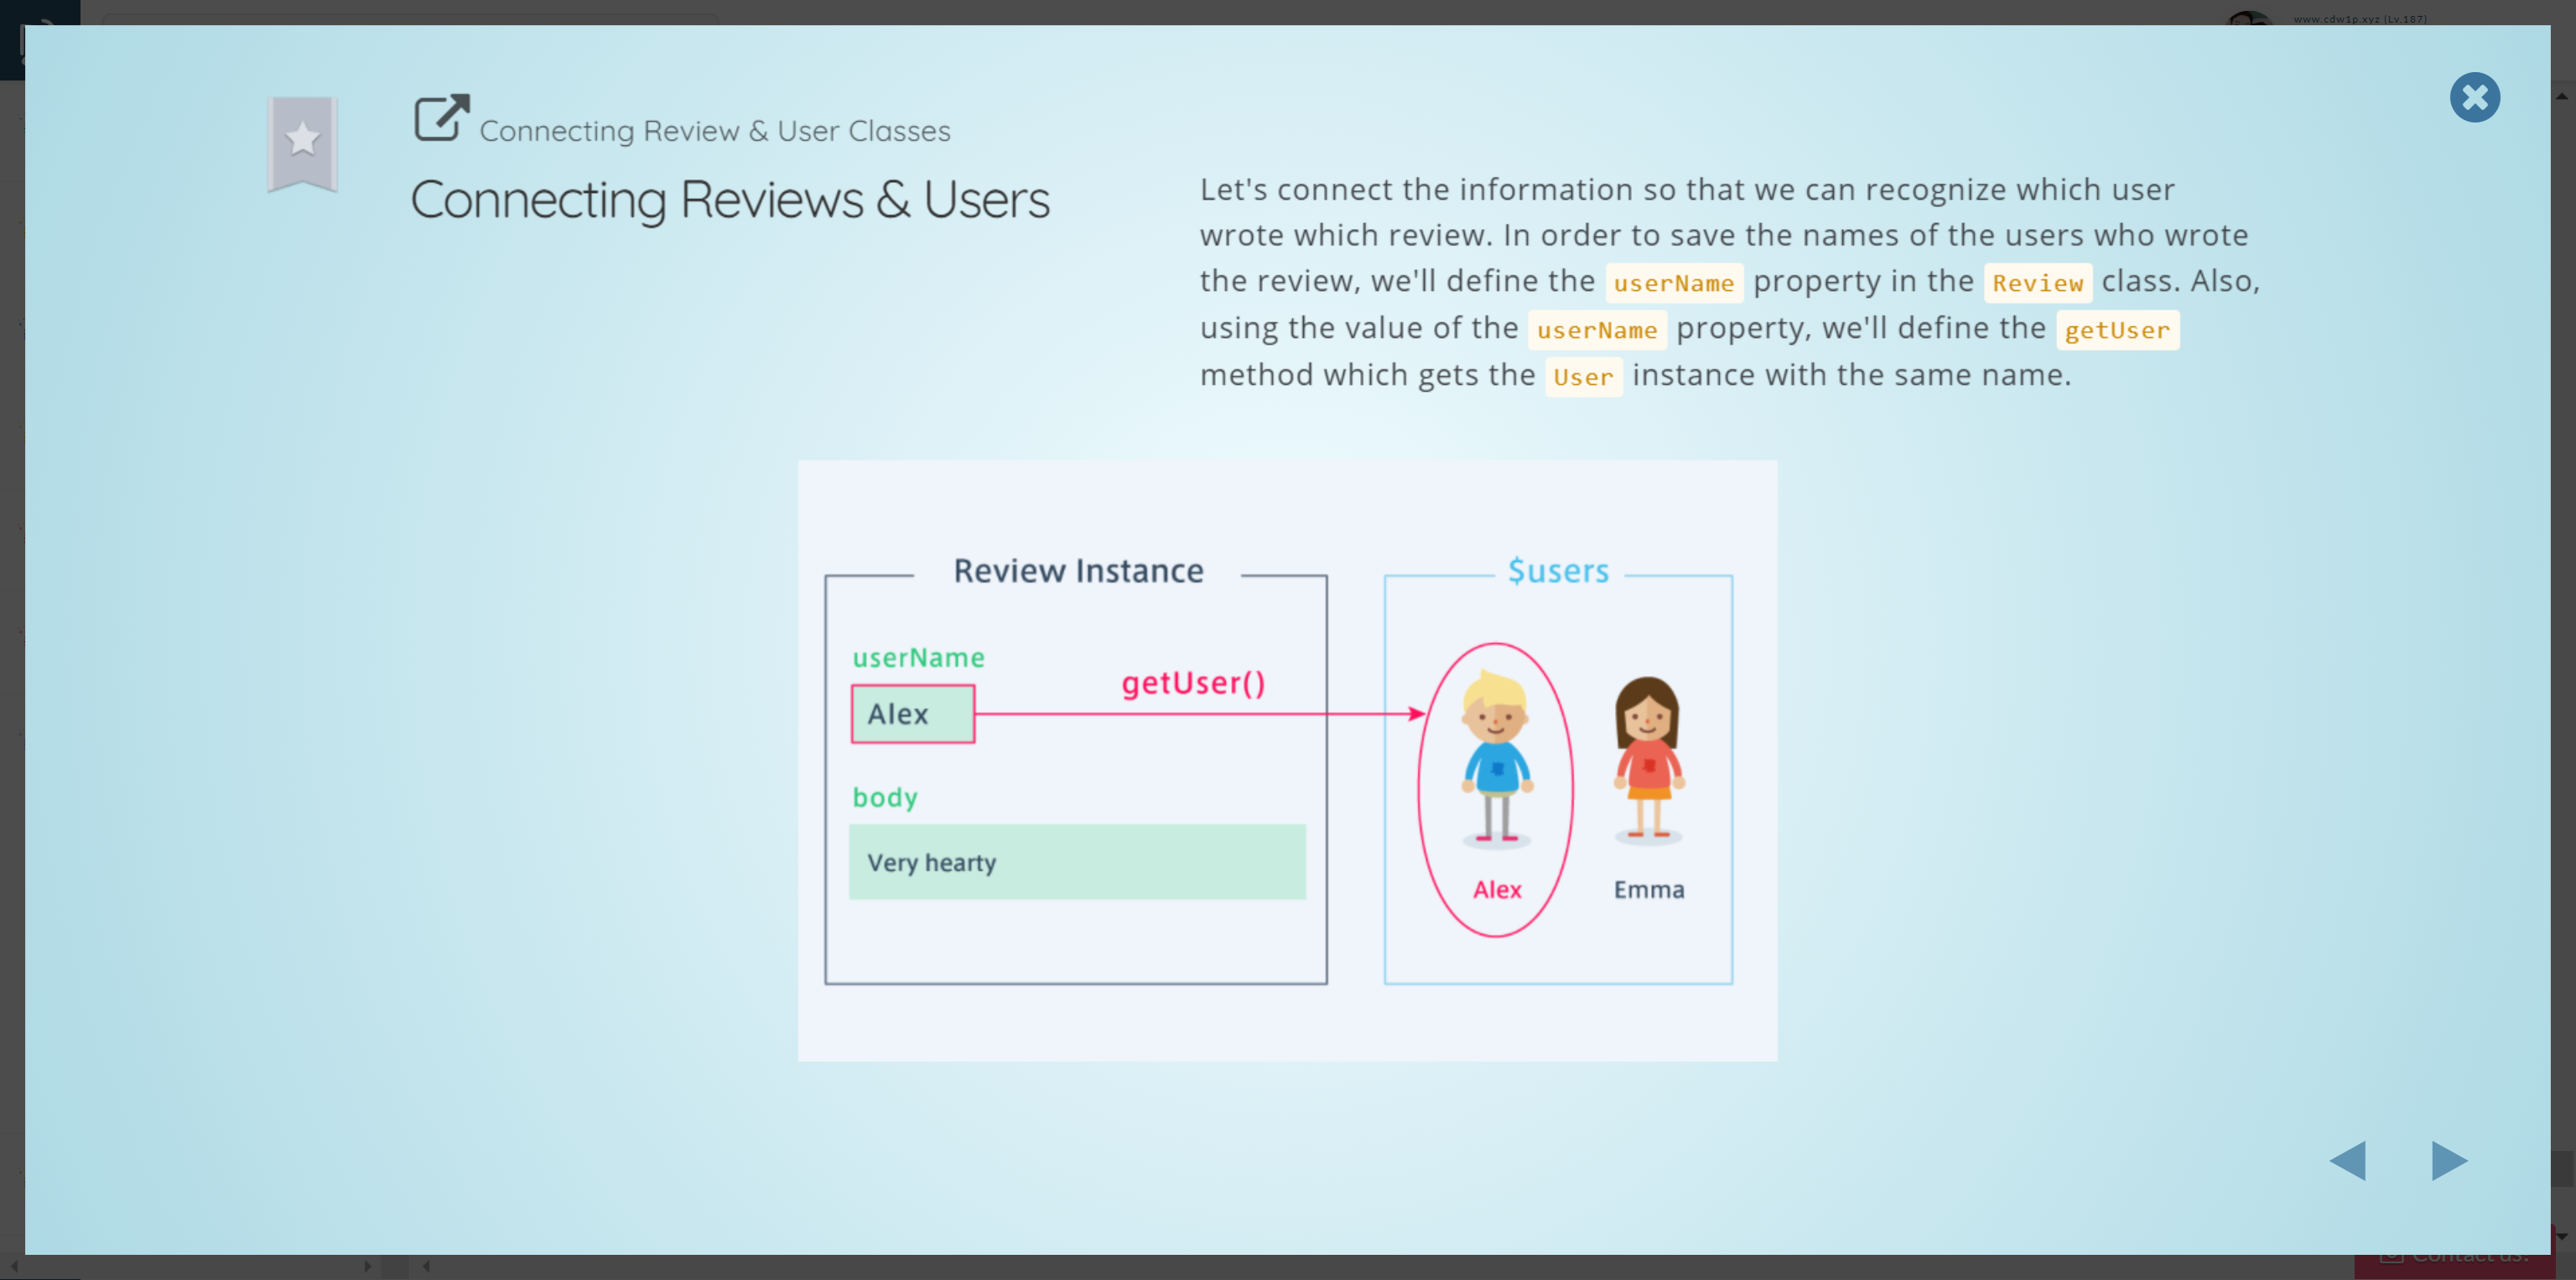 www.cdw1p.xyz (Lv.187)
Connecting Review & User Classes
Connecting Reviews & Users
Let's connect the information so that we can recognize which user
wrote which review. In order to save the names of the users who wrote
the review, we'll define the userName property in the Review class. Also,
using the value of the userName property, we'll define the getUser
method which gets the User instance with the same name.
Review Instance
$users
userName
getUser()
Alex
body
Very hearty
Alex
Emma
Contact us!